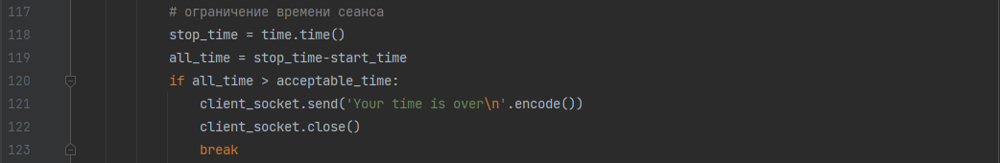 117 # ограничение времени сеанса
118 stop_time = time.time()
119 all_time = stop_time-start_time
120 if all_time > acceptable_time:
121 client_socket.send('Your time is over\n'.encode())
122 client_socket.close()
123 break